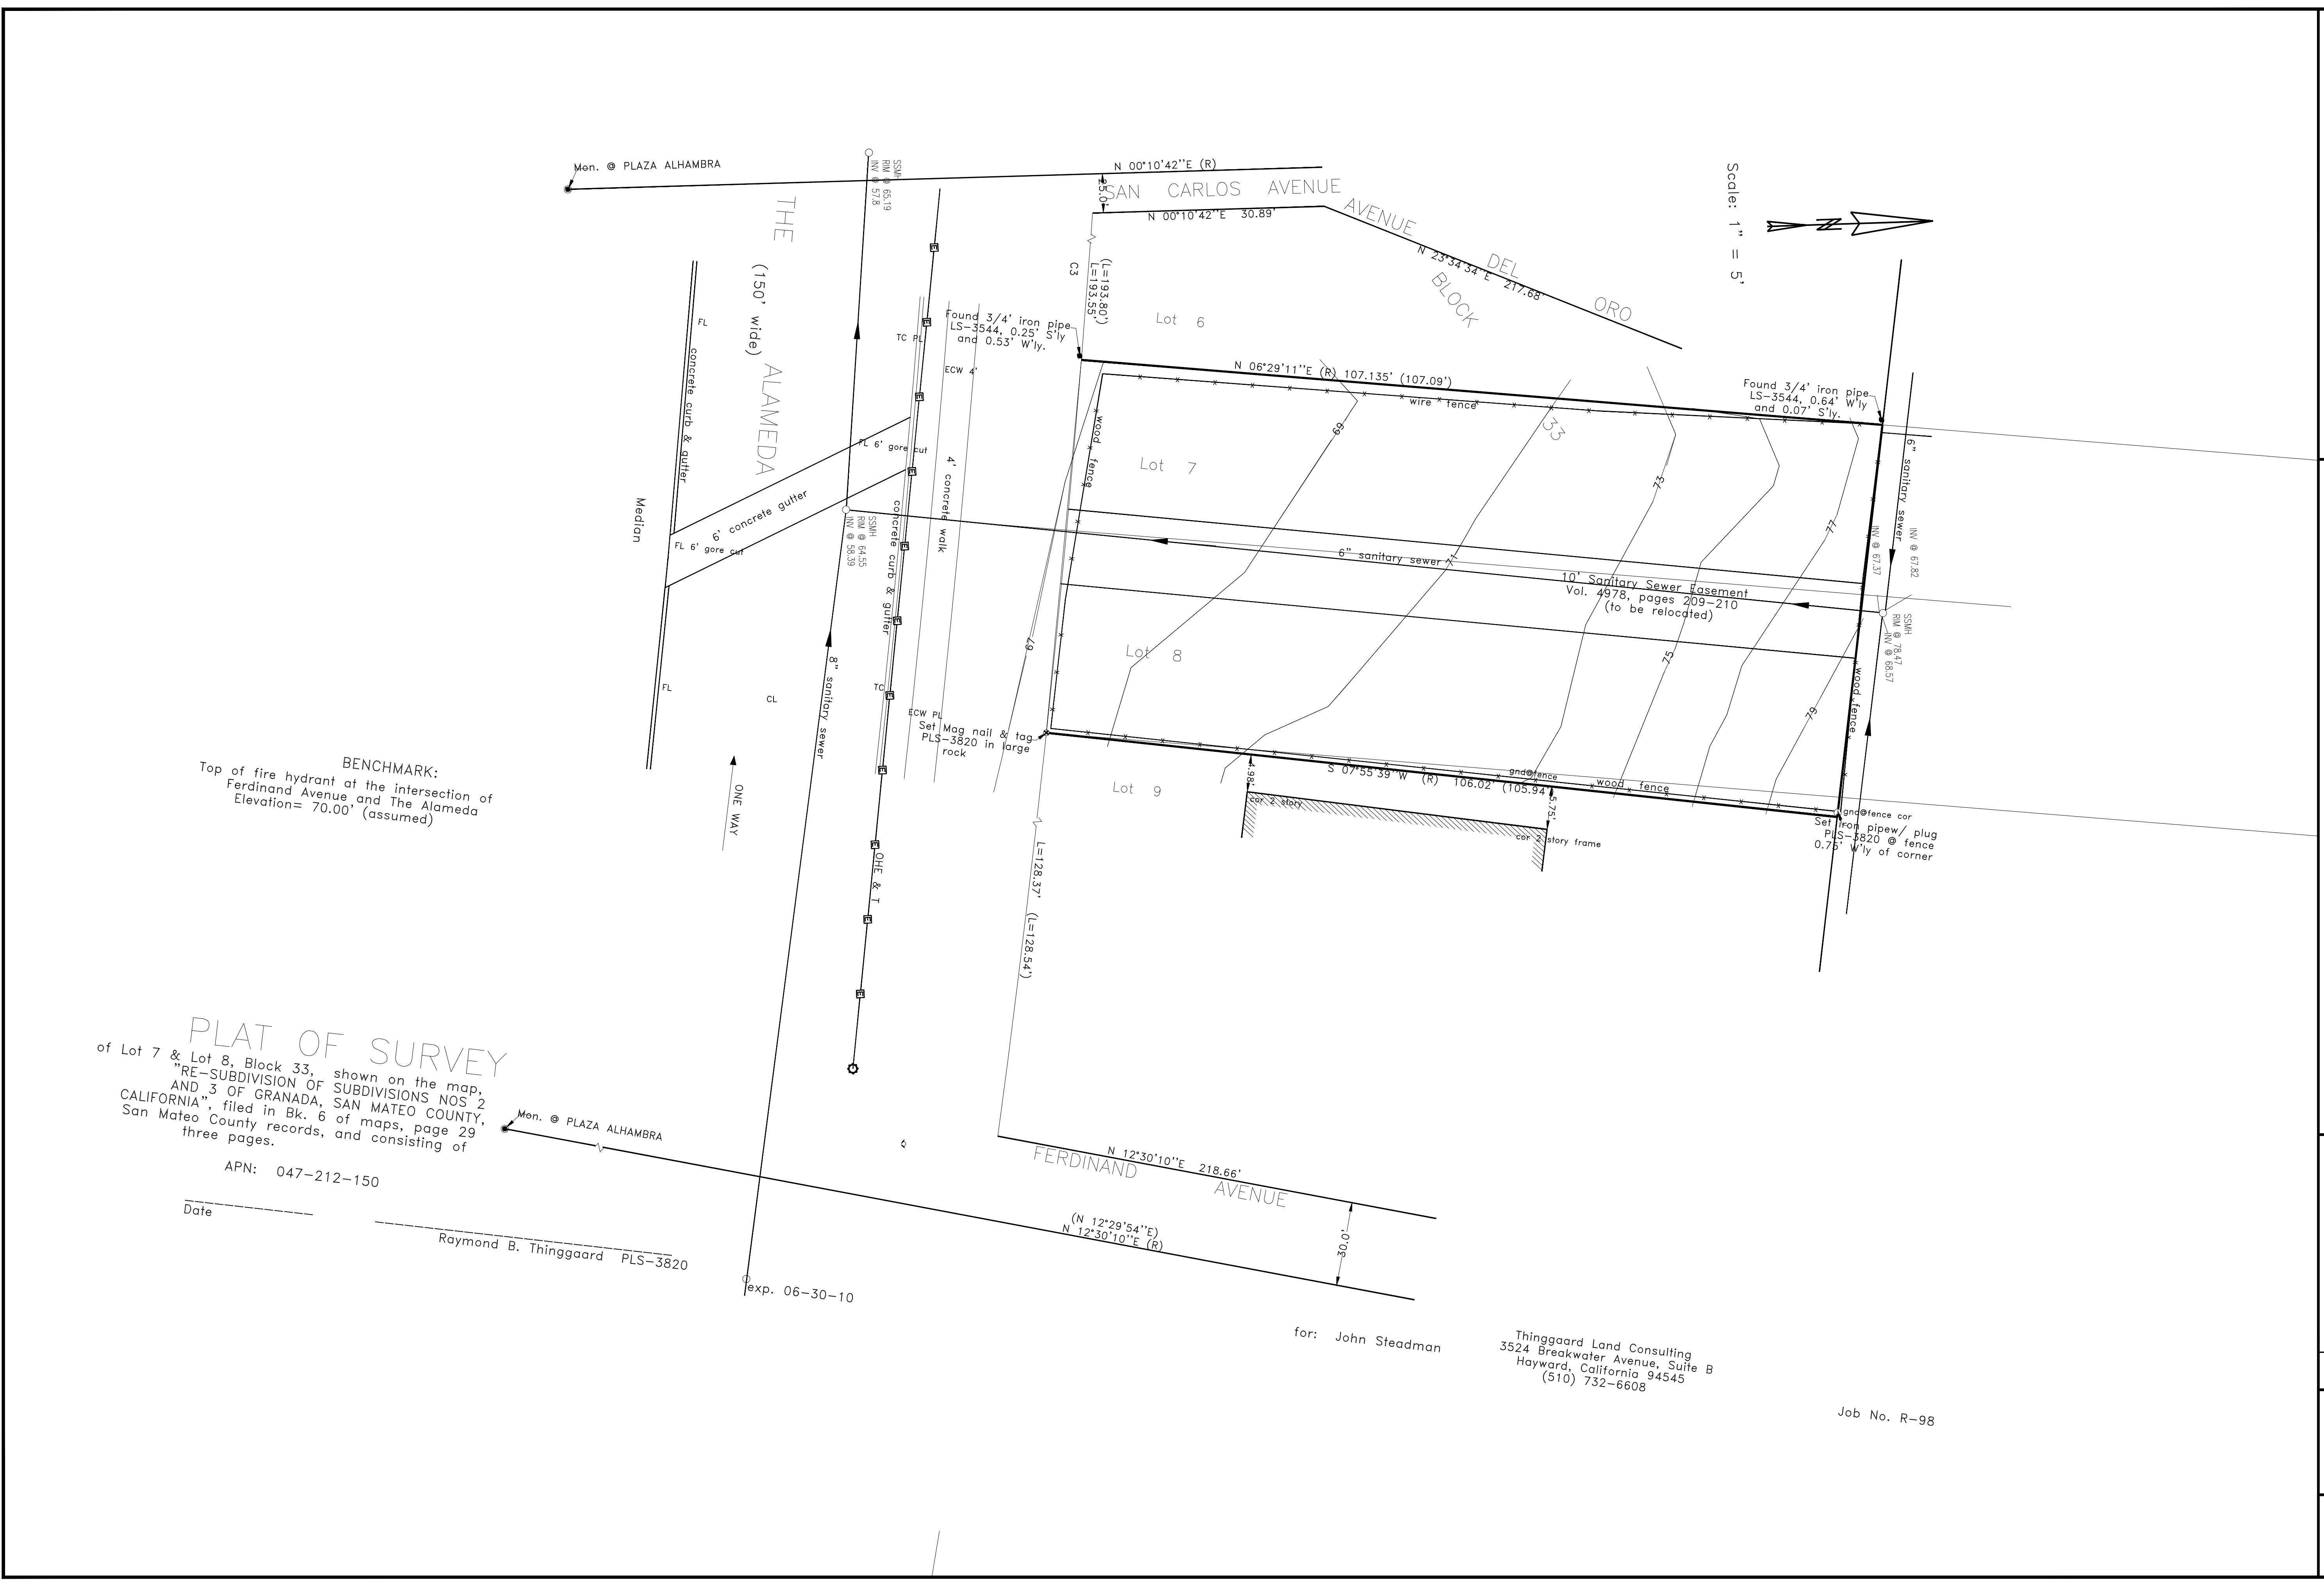 Mon. @ PLAZA ALHAMBRA
SSMH
RIM @ 65.19
INV @ 57.8
N 00°10'42''E (R)
25.0'
SAN CARLOS AVENUE
N 00°10'42''E 30.89'
AVENUE DEL ORO
N 23°34'34''E 217.68'
BLOCK
33
Scale: 1" = 5'
THE ALAMEDA
(150' wide)
FL
concrete curb & gutter
TC PL
ECW 4'
C3
(L=193.80')
L=193.55'
Found 3/4' iron pipe
LS-3544, 0.25' S'ly
and 0.53' W'ly.
Lot 6
N 06°29'11''E (R) 107.135' (107.09')
wire fence
Found 3/4' iron pipe
LS-3544, 0.64' W'ly
and 0.07' S'ly.
wood fence
69
Lot 7
73
77
6" sanitary sewer
INV @ 67.37
INV @ 67.82
FL 6' gore cut
6' concrete gutter
FL 6' gore cut
Median
SSMH
RIM @ 64.55
INV @ 58.39
concrete curb & gutter
4' concrete walk
6" sanitary sewer
71
10' Sanitary Sewer Easement
Vol. 4978, pages 209-210
(to be relocated)
SSMH
RIM @ 78.47
INV @ 68.57
67
Lot 8
75
79
wood fence
FL
CL
TC
8" sanitary sewer
ECW PL
Set Mag nail & tag
PLS-3820 in large
rock
ONE WAY
OHE & T
Lot 9
4.98'
S 07°55'39''W (R) 106.02' (105.94')
gnd@fence
wood fence
5.75'
cor 2 story
cor 2 story frame
gnd@fence cor
Set iron pipew/ plug
PLS-3820 @ fence
0.75' W'ly of corner
L=128.37' (L=128.54')
BENCHMARK:
Top of fire hydrant at the intersection of
Ferdinand Avenue and The Alameda
Elevation= 70.00' (assumed)
PLAT OF SURVEY
of Lot 7 & Lot 8, Block 33, shown on the map,
"RE-SUBDIVISION OF SUBDIVISIONS NOS 2
AND 3 OF GRANADA, SAN MATEO COUNTY,
CALIFORNIA", filed in Bk. 6 of maps, page 29
San Mateo County records, and consisting of
three pages.
APN: 047-212-150
Date
Raymond B. Thinggaard PLS-3820
exp. 06-30-10
Mon. @ PLAZA ALHAMBRA
N 12°30'10''E 218.66'
FERDINAND AVENUE
(N 12°29'54''E)
N 12°30'10''E (R)
30.0'
for: John Steadman
Thinggaard Land Consulting
3524 Breakwater Avenue, Suite B
Hayward, California 94545
(510) 732-6608
Job No. R-98